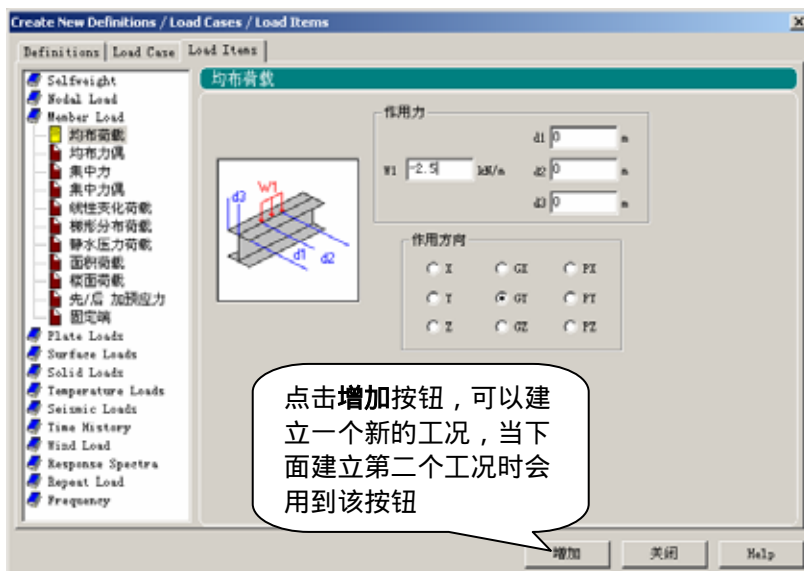 Create New Definitions / Load Cases / Load Items
Definitions Load Case Load Items
Selfweight
Nodal Load
Member Load
均布荷载
均布力偶
集中力
集中力偶
线性变化荷载
梯形分布荷载
静水压力荷载
面积荷载
楼面荷载
先/后 加预应力
固定端
Plate Loads
Surface Loads
Solid Loads
Temperature Loads
Seismic Loads
Time History
Wind Load
Response Spectra
Repeat Load
Frequency
均布荷载
W1
d3
d1
d2
作用力
d1 0 m
W1 -2.5 kN/m d2 0 m
d3 0 m
作用方向
X GX PX
Y GY PY
Z GZ PZ
点击增加按钮，可以建
立一个新的工况，当下
面建立第二个工况时会
用到该按钮
增加 关闭 Help